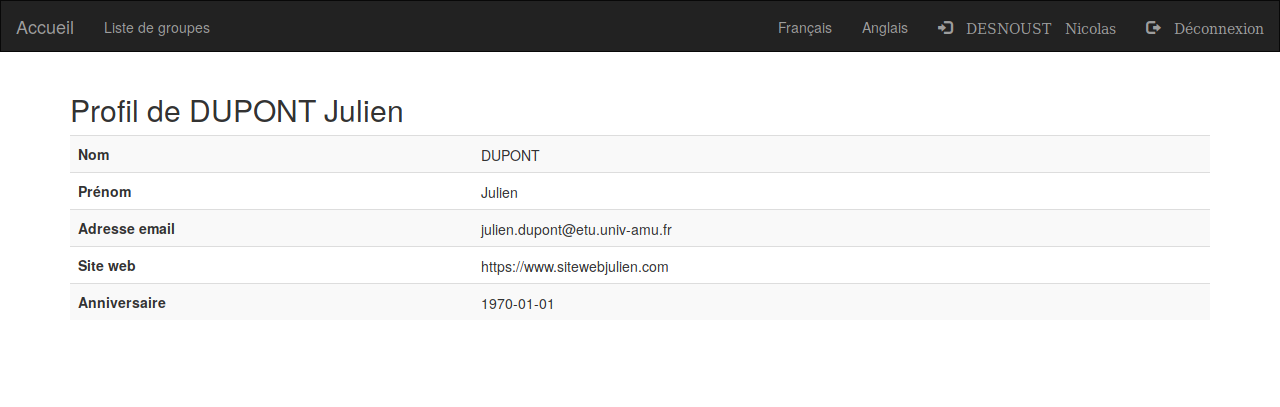 Accueil Liste de groupes Français Anglais DESNOUST Nicolas Déconnexion
Profil de DUPONT Julien
Nom DUPONT
Prénom Julien
Adresse email julien.dupont@etu.univ-amu.fr
Site web https://www.sitewebjulien.com
Anniversaire 1970-01-01